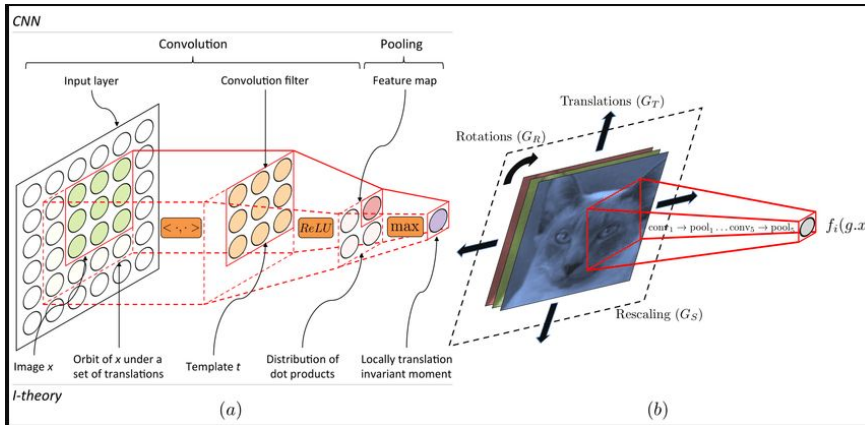 CNN
Convolution
Pooling
Input layer
Convolution filter
Feature map
< ·, · >
ReLU
max
Image x
Orbit of x under a
set of translations
Template t
Distribution of
dot products
Locally translation
invariant moment
I-theory
(a)
Translations (G_T)
Rotations (G_R)
conv₁ → pool₁ … conv₅ → pool₅
f_i(g.x
Rescaling (G_S)
(b)